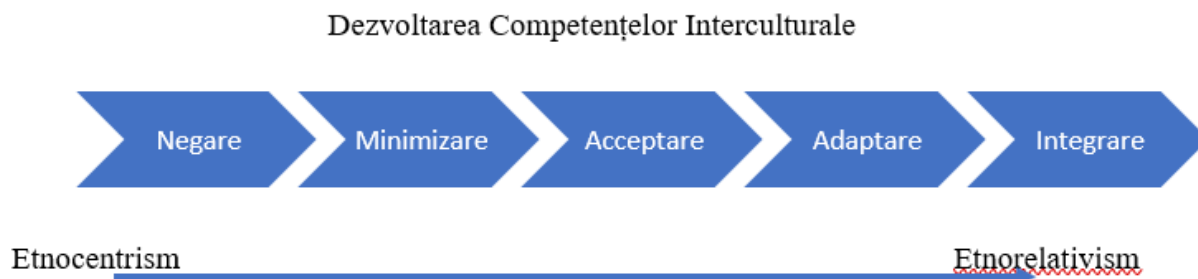 Dezvoltarea Competențelor Interculturale
Negare Minimizare Acceptare Adaptare Integrare
Etnocentrism Etnorelativism